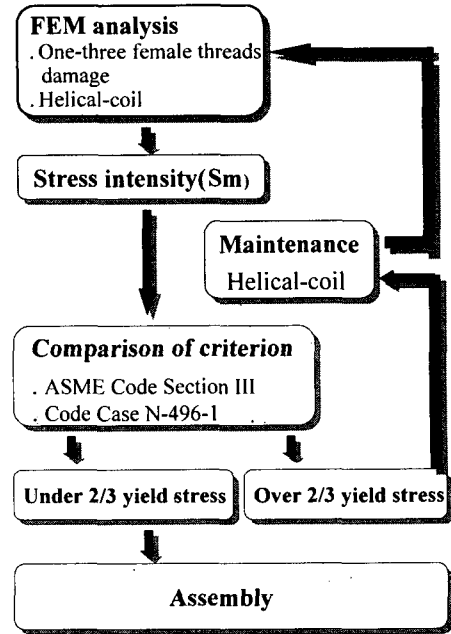 FEM analysis
. One-three female threads
damage
. Helical-coil
Stress intensity(Sm)
Maintenance
Helical-coil
Comparison of criterion
. ASME Code Section III
. Code Case N-496-1
Under 2/3 yield stress
Over 2/3 yield stress
Assembly